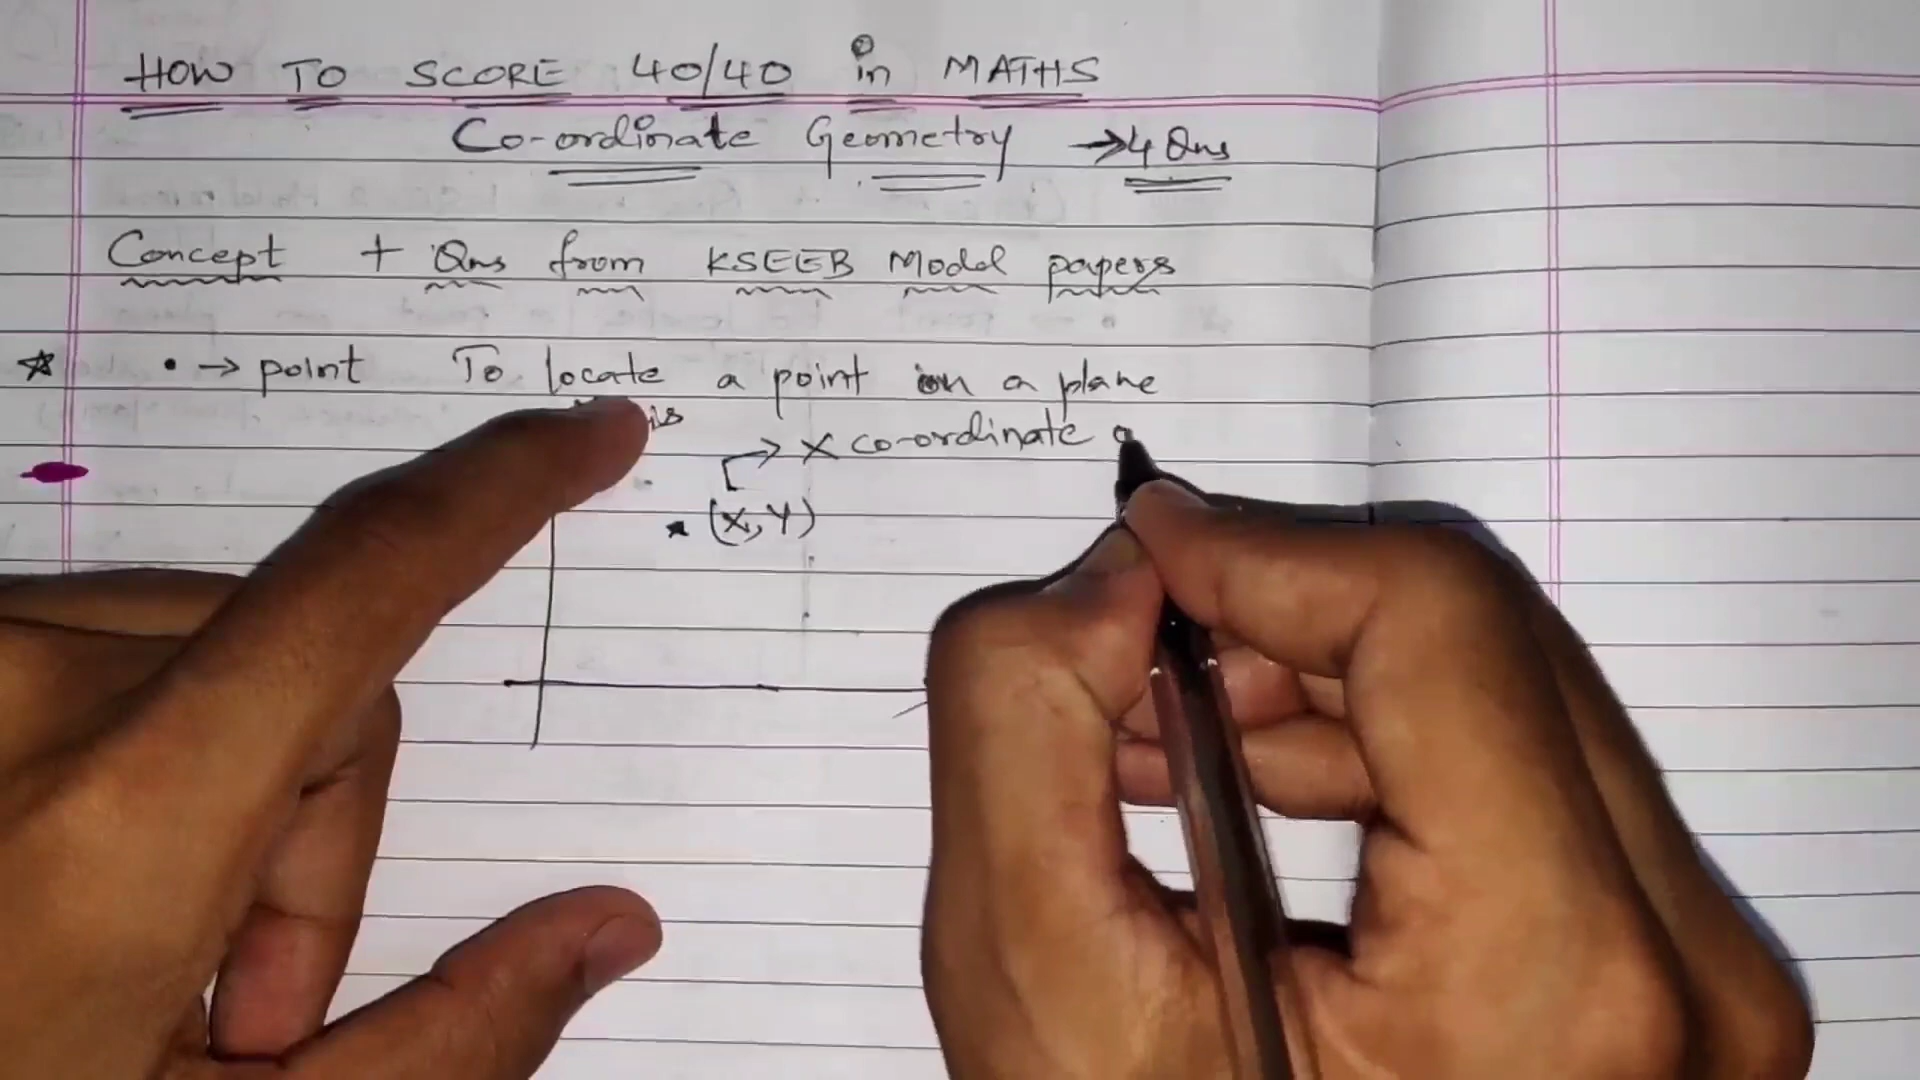 HOW TO SCORE 40/40 in MATHS
Co-ordinate Geometry → 4 Qns
Concept + Qns from KSEEB Model papers
• → point To locate a point on a plane
→ X co-ordinate
(X, Y)